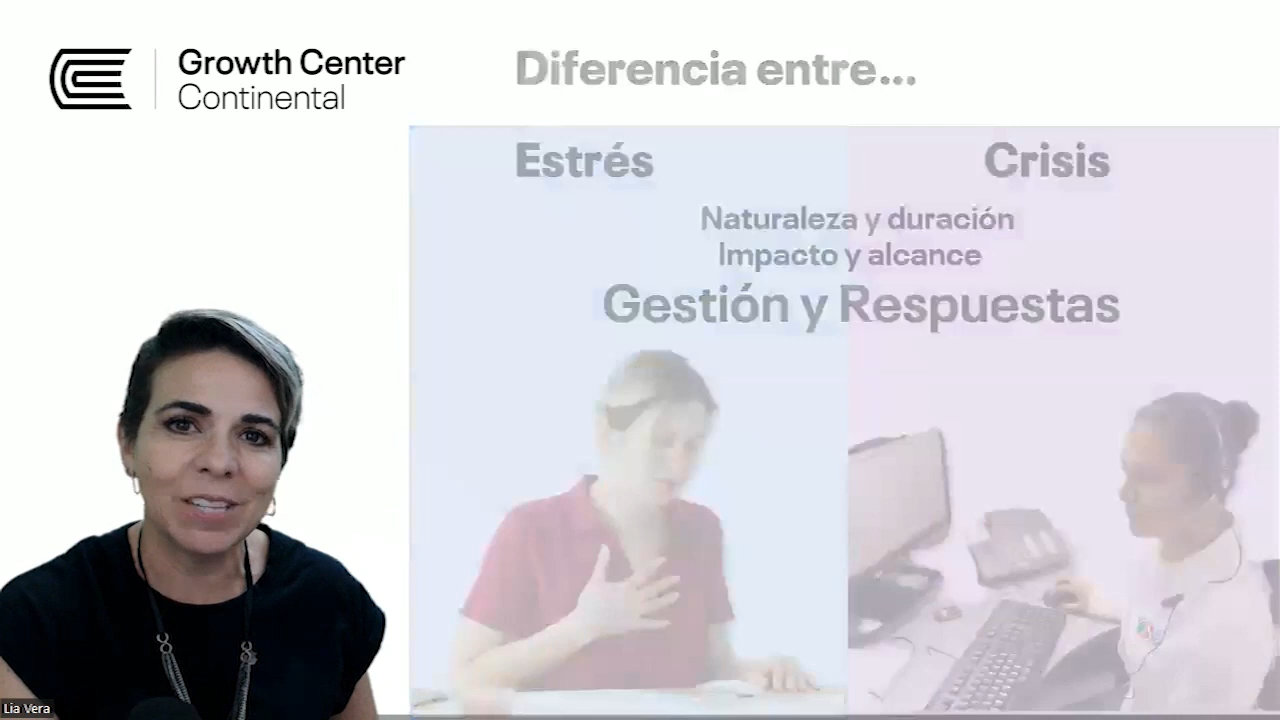 Growth Center
Continental
Diferencia entre...
Estrés
Crisis
Naturaleza y duración
Impacto y alcance
Gestión y Respuestas
Lia Vera